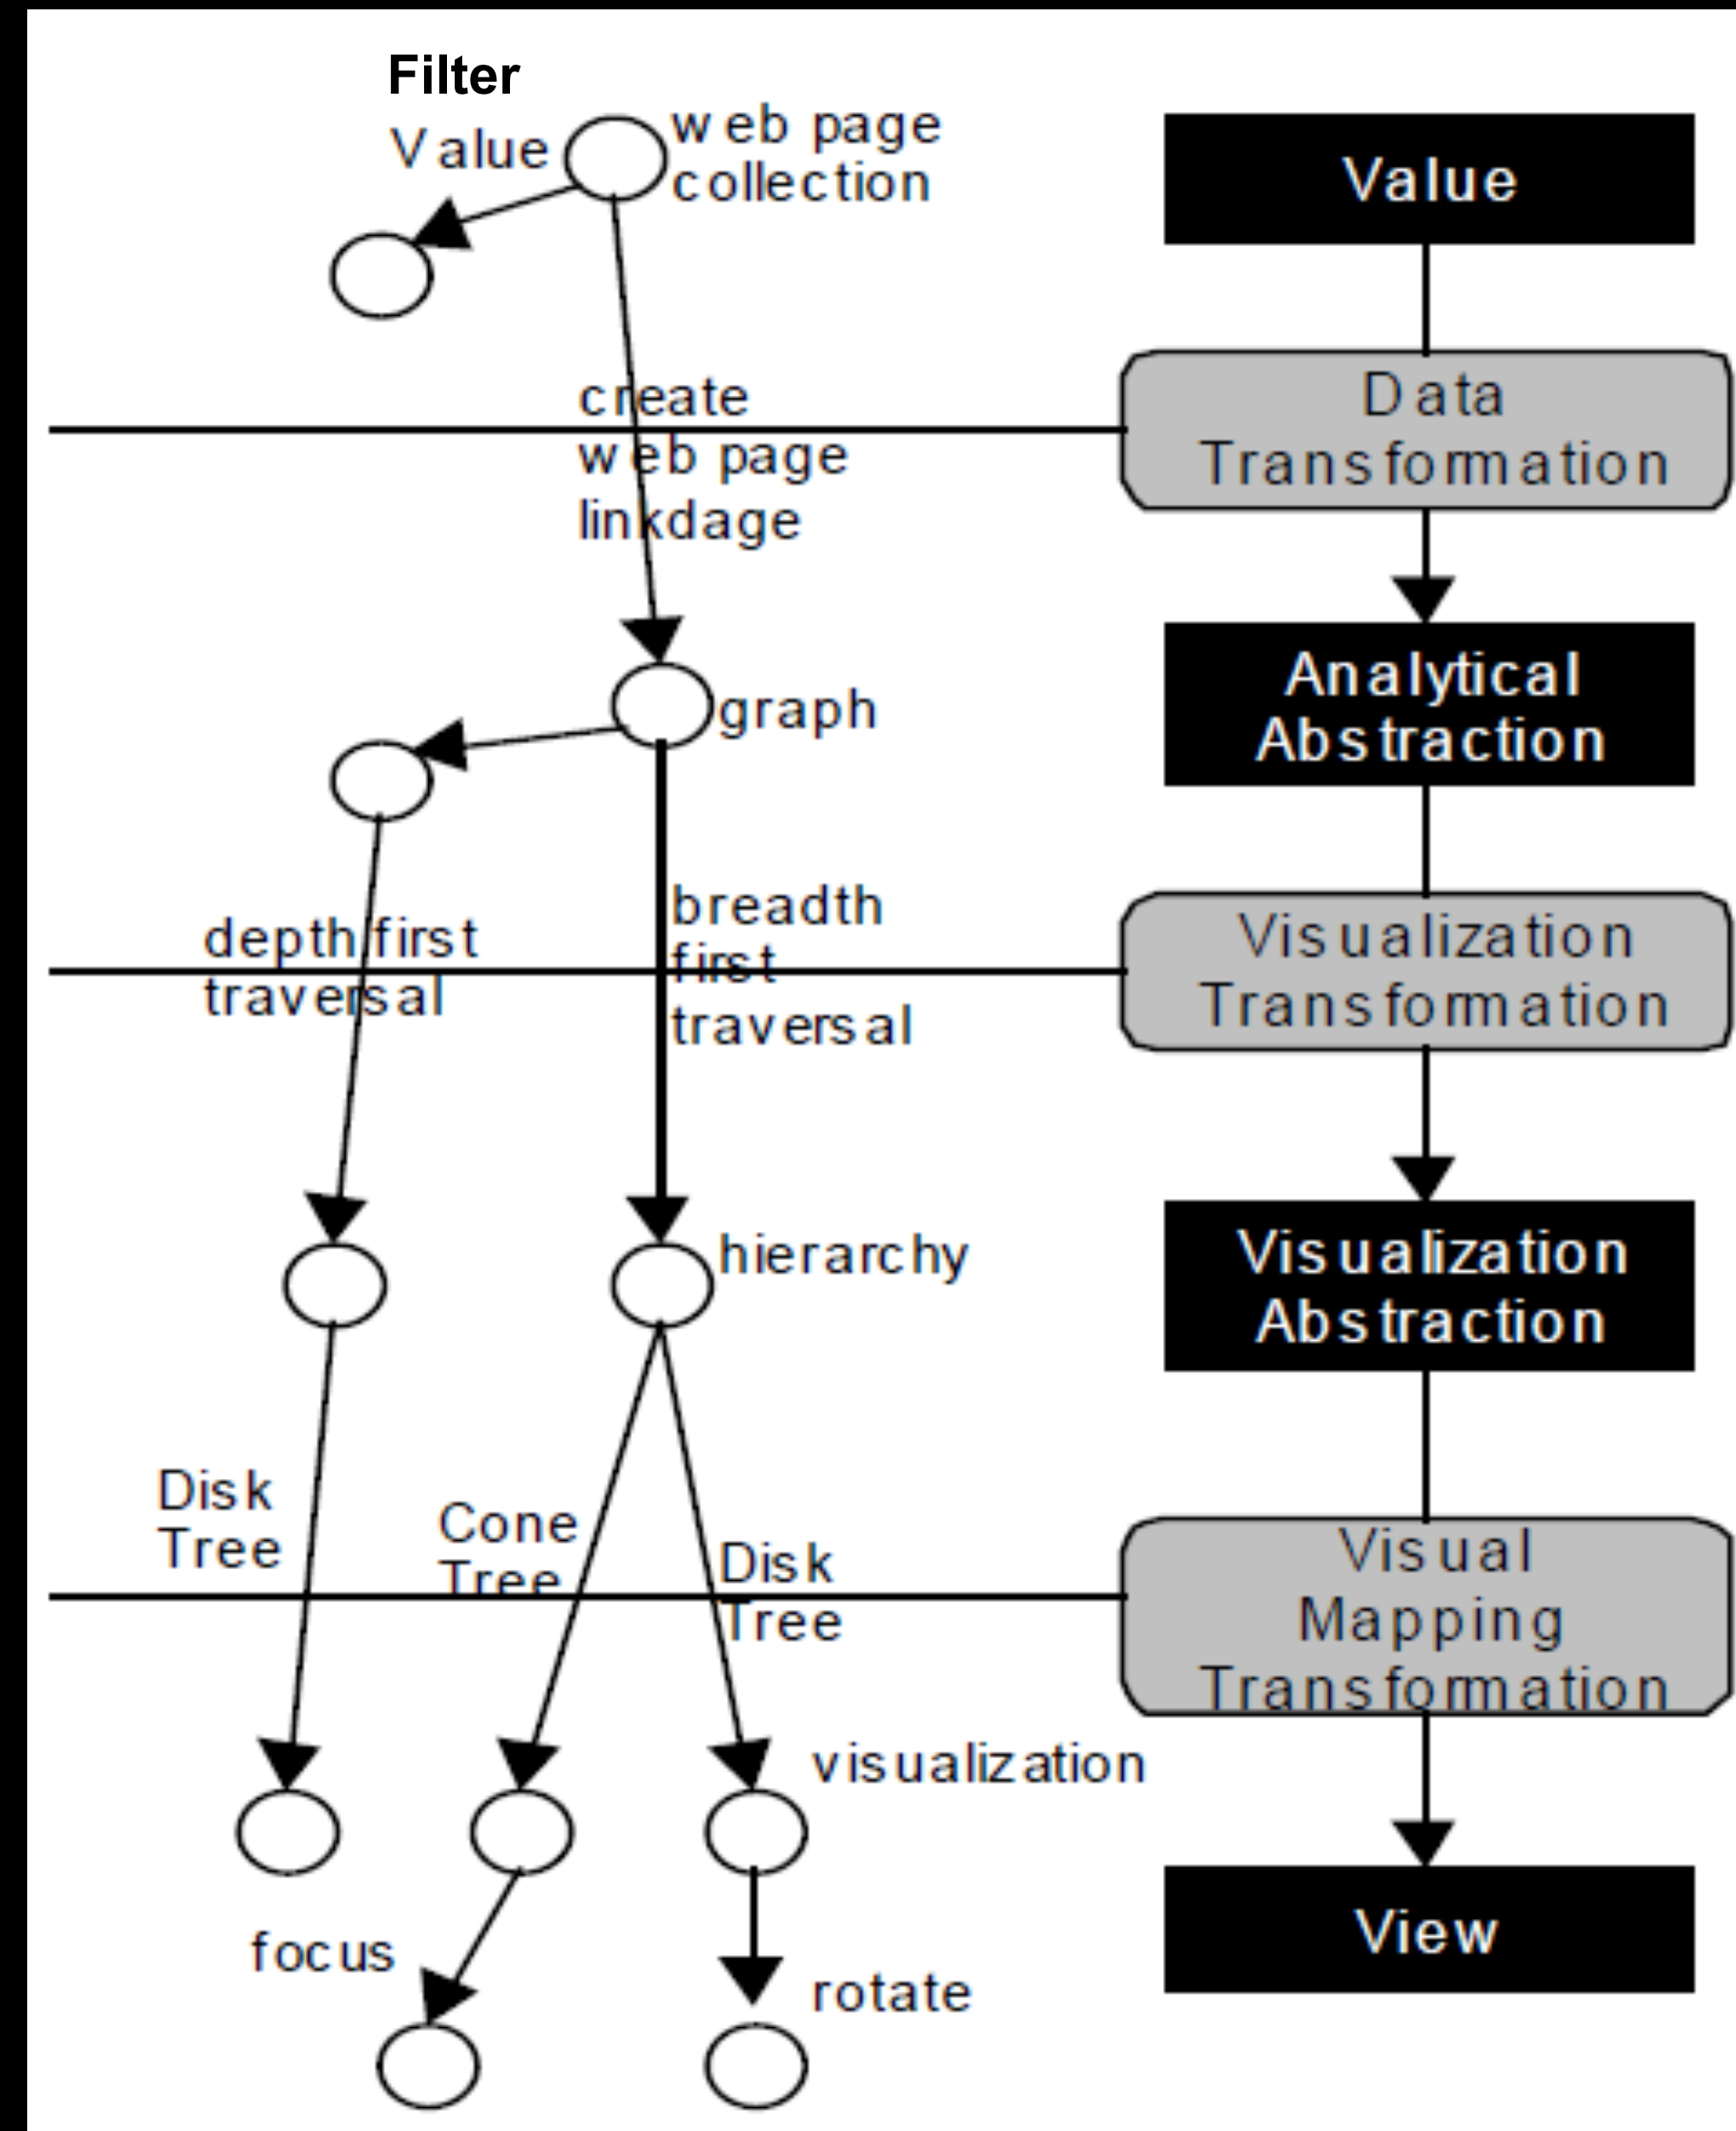 Filter
Value
web page
collection
Value
create
web page
linkdage
Data
Transformation
graph
Analytical
Abstraction
depth first
traversal
breadth
first
traversal
Visualization
Transformation
hierarchy
Visualization
Abstraction
Disk
Tree
Cone
Tree
Disk
Tree
Visual
Mapping
Transformation
visualization
focus
rotate
View